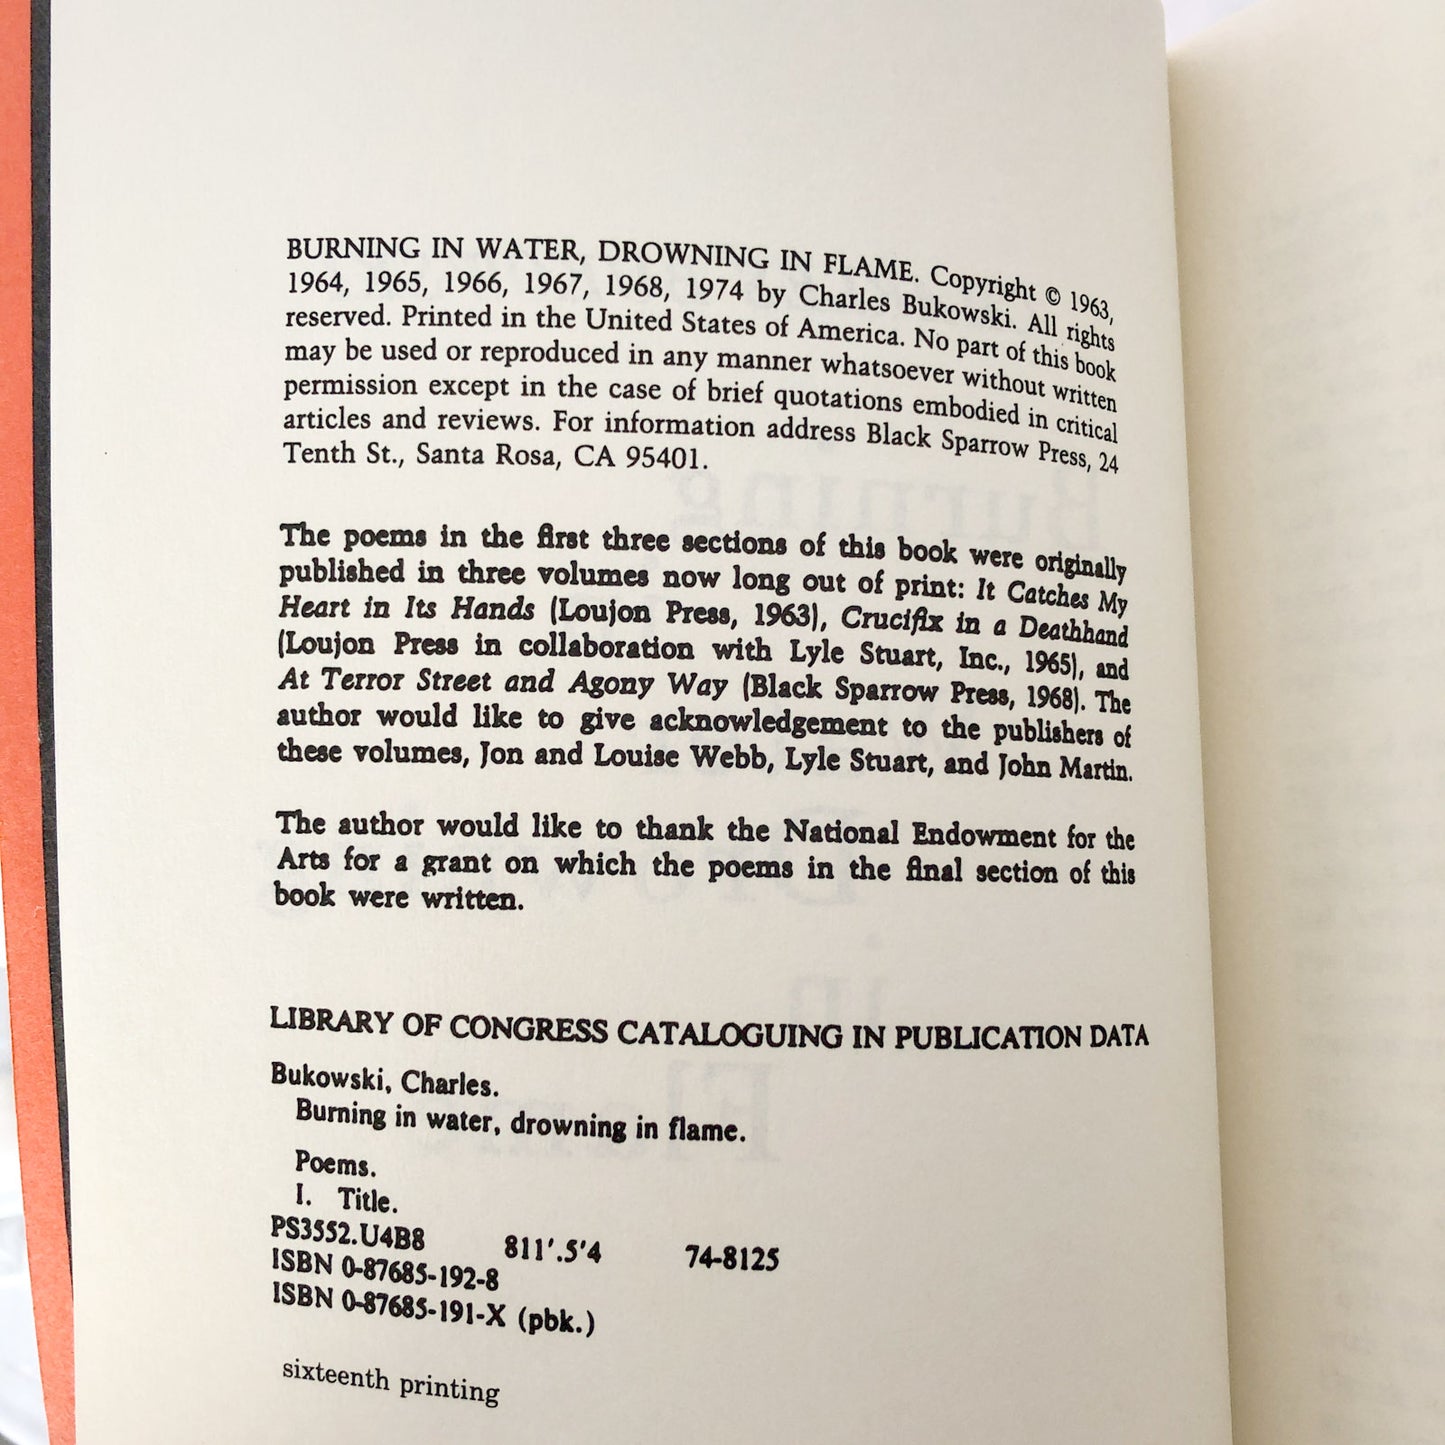 BURNING IN WATER, DROWNING IN FLAME. Copyright © 1963,
1964, 1965, 1966, 1967, 1968, 1974 by Charles Bukowski. All rights
reserved. Printed in the United States of America. No part of this book
may be used or reproduced in any manner whatsoever without written
permission except in the case of brief quotations embodied in critical
articles and reviews. For information address Black Sparrow Press, 24
Tenth St., Santa Rosa, CA 95401.
The poems in the first three sections of this book were originally
published in three volumes now long out of print: It Catches My
Heart in Its Hands (Loujon Press, 1963), Crucifix in a Deathhand
(Loujon Press in collaboration with Lyle Stuart, Inc., 1965), and
At Terror Street and Agony Way (Black Sparrow Press, 1968). The
author would like to give acknowledgement to the publishers of
these volumes, Jon and Louise Webb, Lyle Stuart, and John Martin.
The author would like to thank the National Endowment for the
Arts for a grant on which the poems in the final section of this
book were written.
LIBRARY OF CONGRESS CATALOGUING IN PUBLICATION DATA
Bukowski, Charles.
Burning in water, drowning in flame.
Poems.
I. Title.
PS3552.U4B8 811'.5'4 74-8125
ISBN 0-87685-192-8
ISBN 0-87685-191-X (pbk.)
sixteenth printing